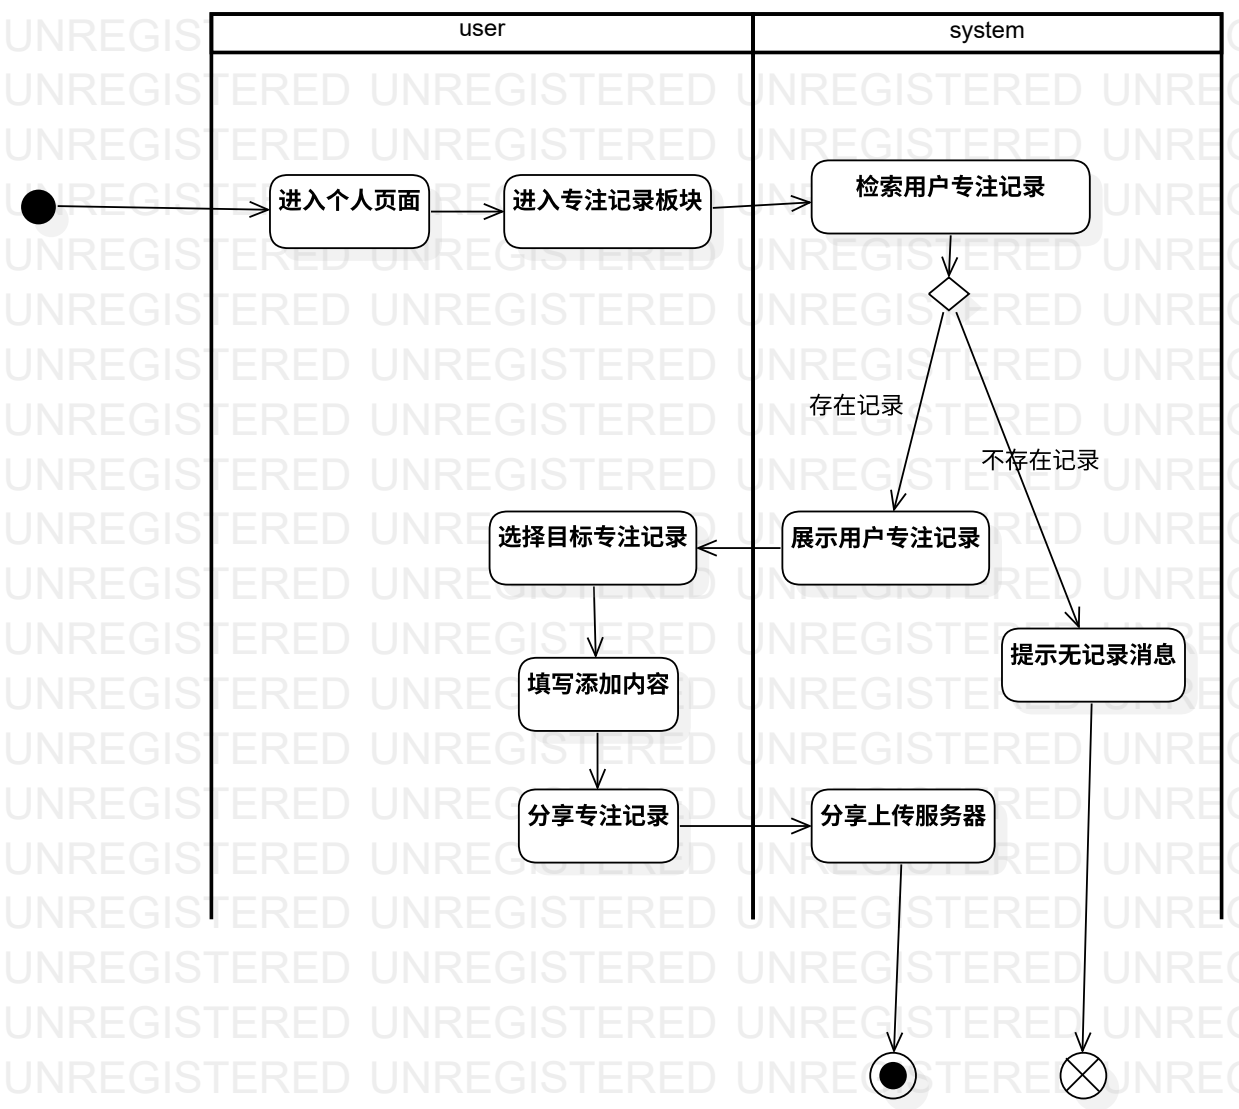 user
system
进入个人页面
进入专注记录板块
检索用户专注记录
存在记录
不存在记录
选择目标专注记录
展示用户专注记录
提示无记录消息
填写添加内容
分享专注记录
分享上传服务器
UNREGISTERED